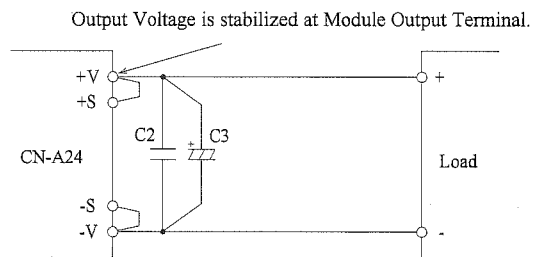 Output Voltage is stabilized at Module Output Terminal.
+V
+
+S
C2
+
C3
CN-A24
Load
-S
-V
-